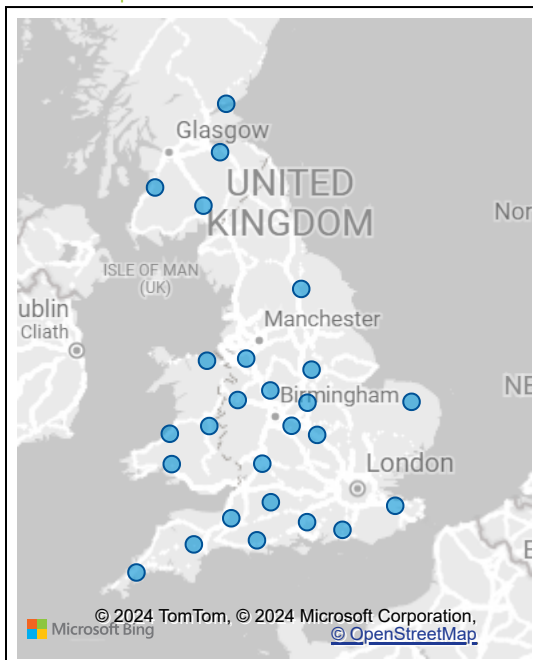 Glasgow
UNITED
KINGDOM
Nor
ISLE OF MAN
(UK)
ublin
Cliath
Manchester
NE
Birmingham
London
E
© 2024 TomTom, © 2024 Microsoft Corporation,
Microsoft Bing
© OpenStreetMap